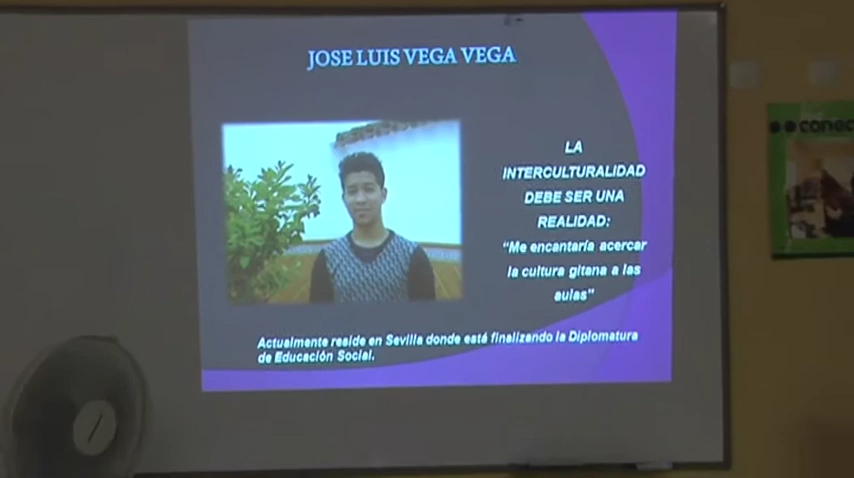 JOSE LUIS VEGA VEGA
LA
INTERCULTURALIDAD
DEBE SER UNA
REALIDAD:
"Me encantaría acercar
la cultura gitana a las
aulas"
Actualmente reside en Sevilla donde está finalizando la Diplomatura
de Educación Social.
conec